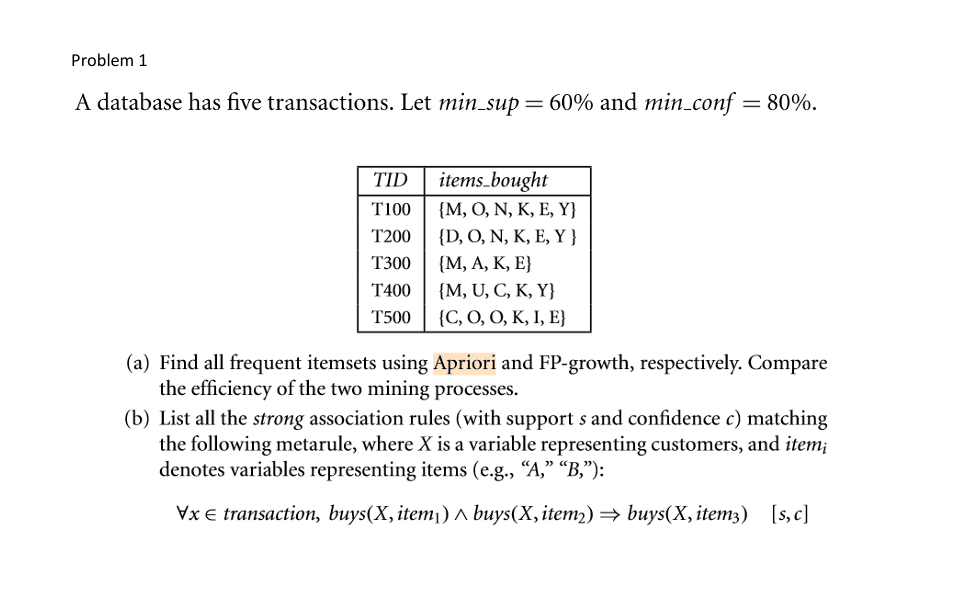 Problem 1
A database has five transactions. Let min_sup = 60% and min_conf = 80%.
TID items_bought
T100 {M, O, N, K, E, Y}
T200 {D, O, N, K, E, Y }
T300 {M, A, K, E}
T400 {M, U, C, K, Y}
T500 {C, O, O, K, I, E}
(a) Find all frequent itemsets using Apriori and FP-growth, respectively. Compare
the efficiency of the two mining processes.
(b) List all the strong association rules (with support s and confidence c) matching
the following metarule, where X is a variable representing customers, and itemᵢ
denotes variables representing items (e.g., “A,” “B,”):
∀x ∈ transaction, buys(X, item₁) ∧ buys(X, item₂) ⇒ buys(X, item₃) [s, c]